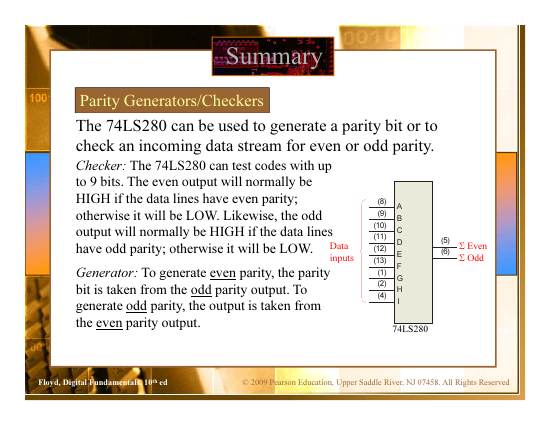 Summary
Parity Generators/Checkers
The 74LS280 can be used to generate a parity bit or to
check an incoming data stream for even or odd parity.
Checker: The 74LS280 can test codes with up
to 9 bits. The even output will normally be
HIGH if the data lines have even parity;
otherwise it will be LOW. Likewise, the odd
output will normally be HIGH if the data lines
have odd parity; otherwise it will be LOW.
Generator: To generate even parity, the parity
bit is taken from the odd parity output. To
generate odd parity, the output is taken from
the even parity output.
Data
inputs
(8) A
(9) B
(10) C
(11) D
(12) E
(13) F
(1) G
(2) H
(4) I
(5) Σ Even
(6) Σ Odd
74LS280
Floyd, Digital Fundamentals, 10th ed
© 2009 Pearson Education, Upper Saddle River, NJ 07458. All Rights Reserved